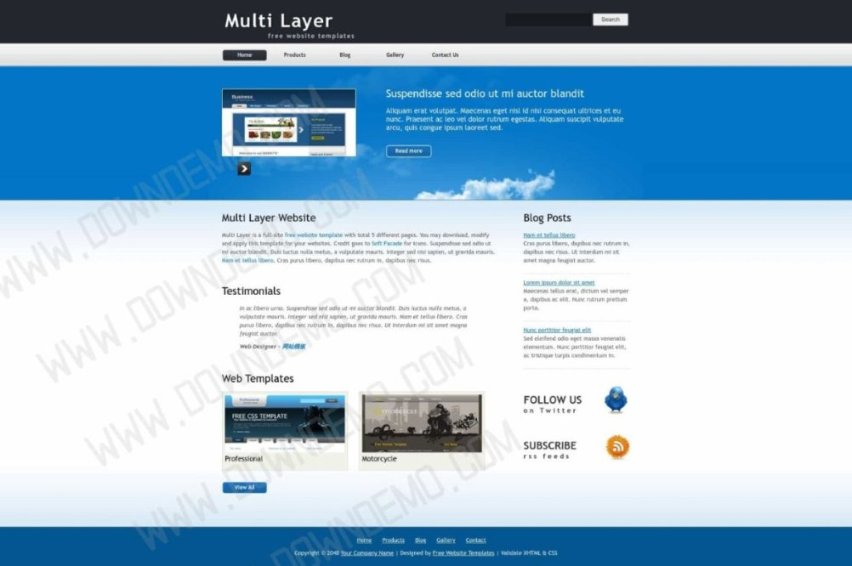 Multi Layer
free website templates
Search
Home Products Blog Gallery Contact Us
Business
Suspendisse sed odio ut mi auctor blandit
Aliquam erat volutpat. Maecenas eget nisl id nisi consequat ultrices et eu
nunc. Praesent ac leo vel dolor rutrum egestas. Aliquam suscipit vulputate
arcu, quis congue ipsum laoreet sed.
Read more
Multi Layer Website
Multi Layer is a full-site free website template with total 5 different pages. You may download, modify
and apply this template for your websites. Credit goes to Soft Facade for icons. Suspendisse sed odio ut
mi auctor blandit. Duis luctus nulla metus, a vulputate mauris. Integer sed nisi sapien, ut gravida mauris.
Nam et tellus libero. Cras purus libero, dapibus nec rutrum in, dapibus nec risus.
Testimonials
In ac libero urna. Suspendisse sed odio ut mi auctor blandit. Duis luctus nulla metus, a
vulputate mauris. Integer sed nisi sapien, ut gravida mauris. Nam et tellus libero. Cras
purus libero, dapibus nec rutrum in, dapibus nec risus. Ut interdum mi sit amet magna
feugiat auctor.
Web Designer - 网站模板
Web Templates
Professional
FREE CSS TEMPLATE
Professional
Motorcycle
View All
Blog Posts
Nam et tellus libero
Cras purus libero, dapibus nec rutrum in,
dapibus nec risus. Ut interdum mi sit
amet magna feugiat auctor.
Lorem ipsum dolor sit amet
Maecenas tellus erat, dictum vel semper
a, dapibus ac elit. Nunc rutrum pretium
porta.
Nunc porttitor feugiat elit
Sed eleifend odio eget massa venenatis
elementum. Nunc porttitor feugiat elit,
ac tristique turpis condimentum in.
FOLLOW US
on Twitter
SUBSCRIBE
rss feeds
Home Products Blog Gallery Contact
Copyright © 2048 Your Company Name | Designed by Free Website Templates | Validate XHTML & CSS
WWW.DOWNDEMO.COM
WWW.DOWNDEMO.COM
WWW.DOWNDEMO.COM
WWW.DOWNDEMO.COM